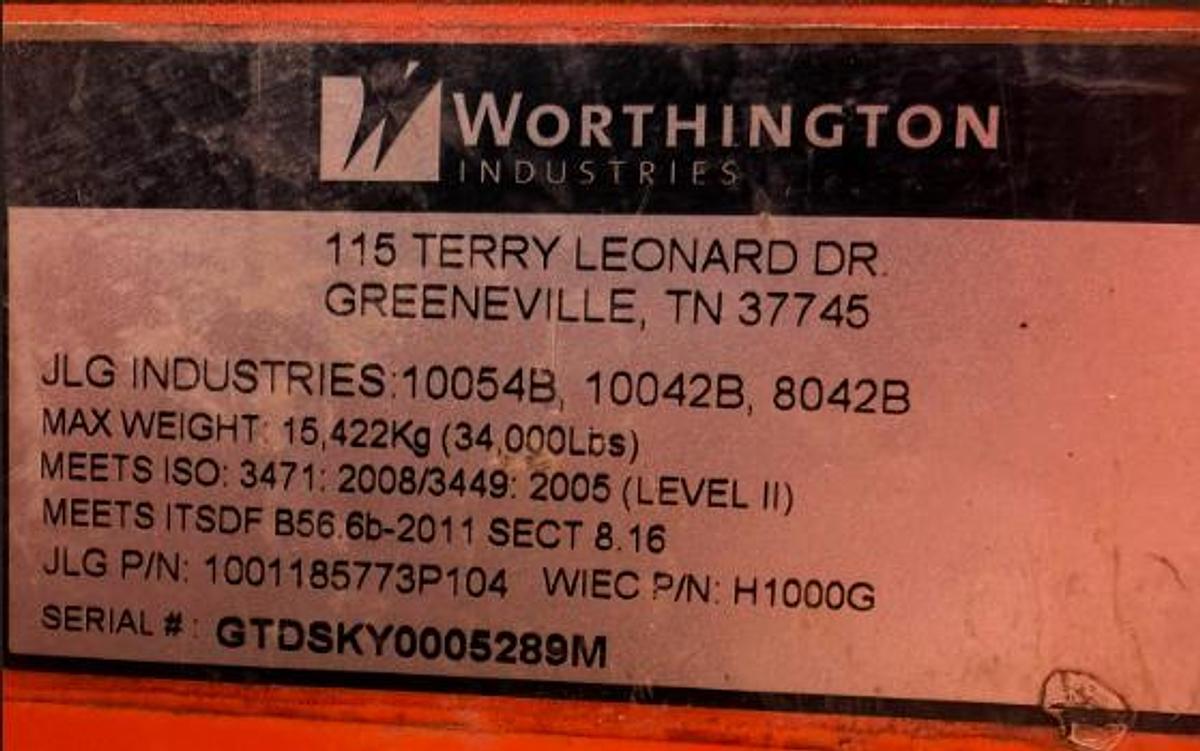 WORTHINGTON
INDUSTRIES
115 TERRY LEONARD DR.
GREENEVILLE, TN 37745
JLG INDUSTRIES:10054B, 10042B, 8042B
MAX WEIGHT: 15,422Kg (34,000Lbs)
MEETS ISO: 3471: 2008/3449: 2005 (LEVEL II)
MEETS ITSDF B56.6b-2011 SECT 8.16
JLG P/N: 1001185773P104 WIEC P/N: H1000G
SERIAL #: GTDSKY0005289M